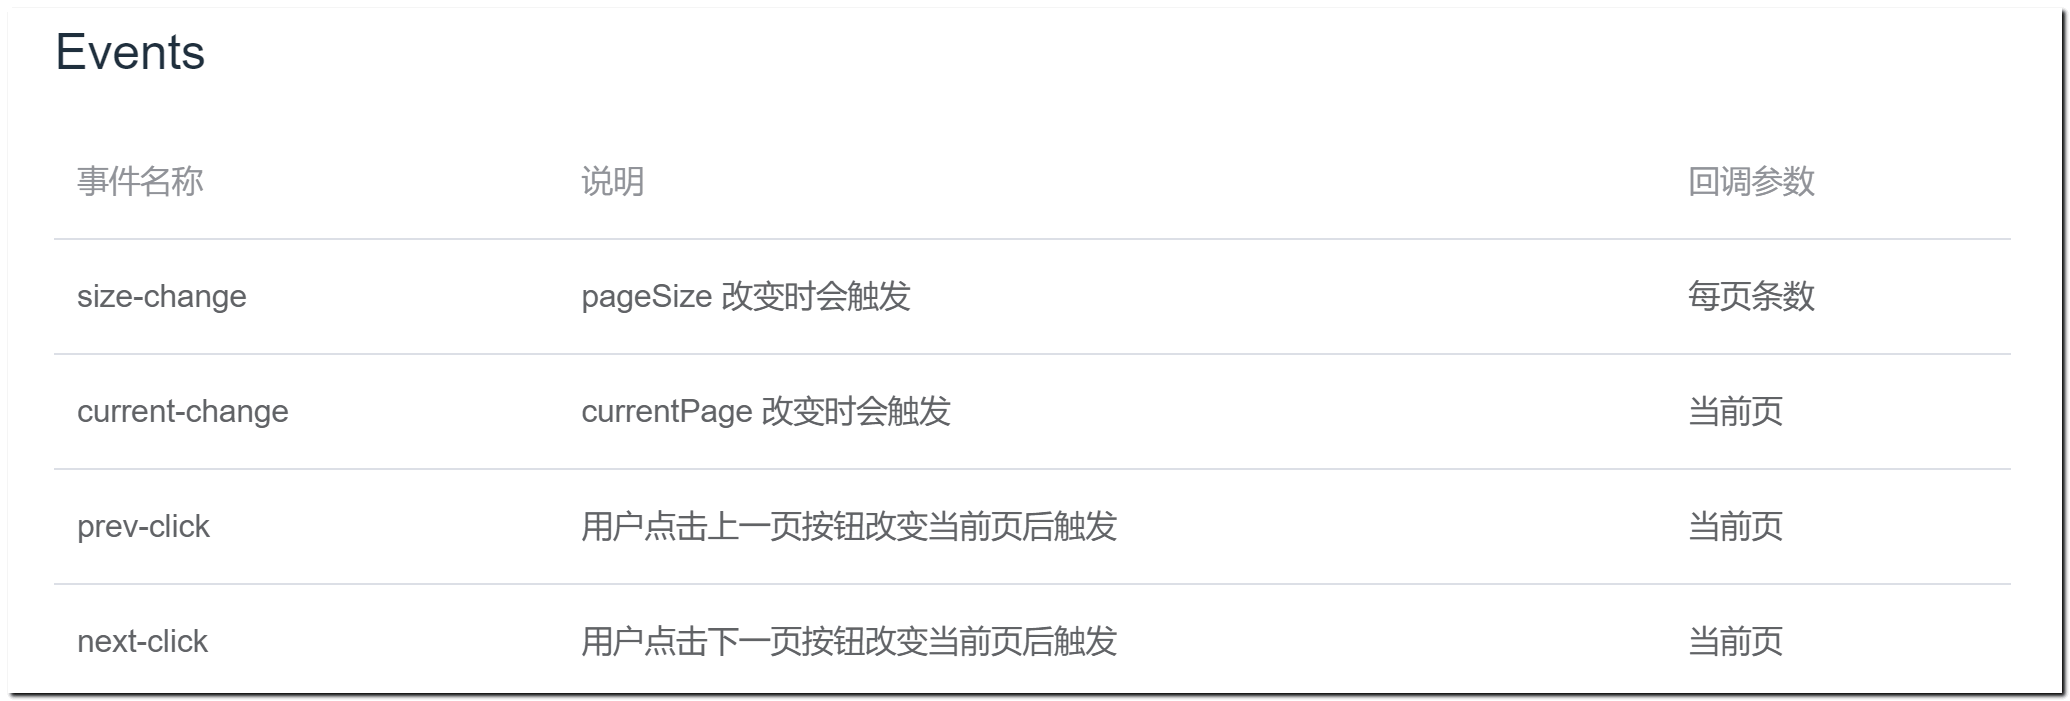 Events
事件名称 说明 回调参数
size-change pageSize 改变时会触发 每页条数
current-change currentPage 改变时会触发 当前页
prev-click 用户点击上一页按钮改变当前页后触发 当前页
next-click 用户点击下一页按钮改变当前页后触发 当前页